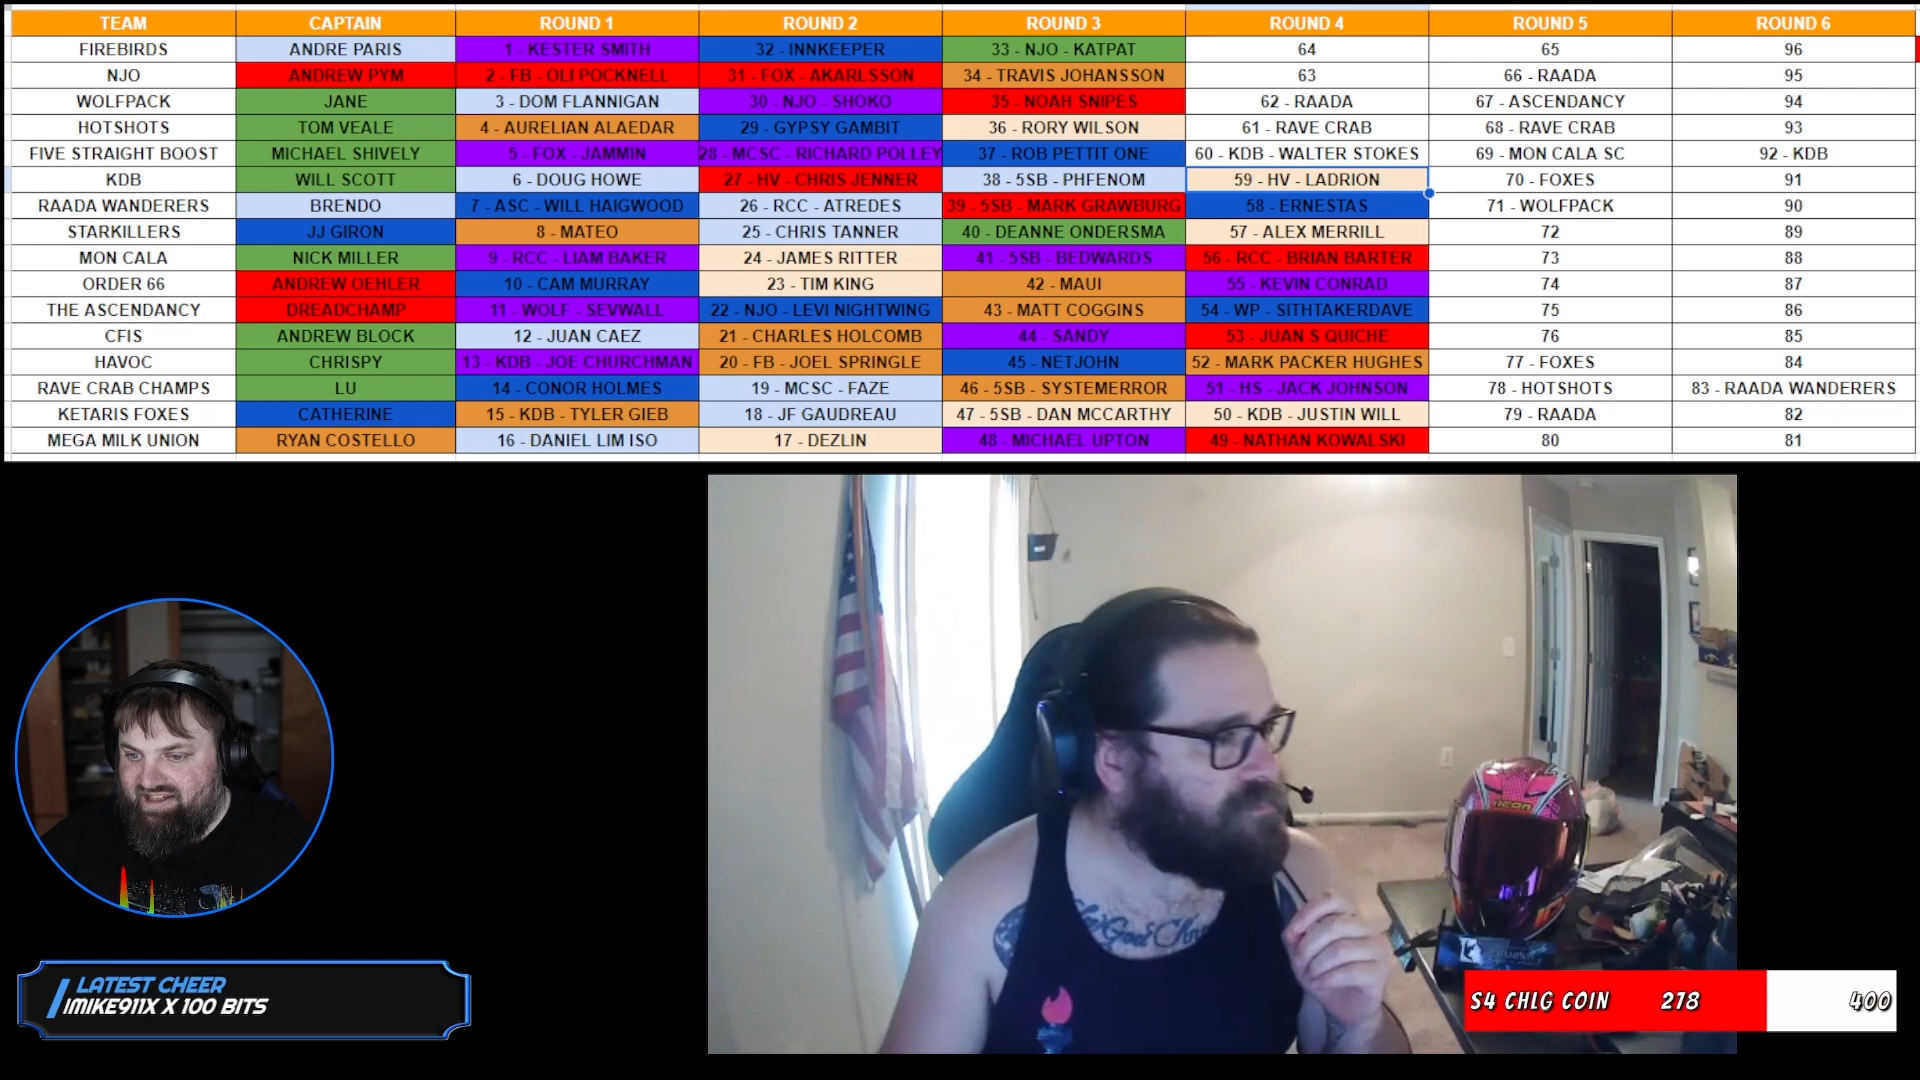 TEAM CAPTAIN ROUND 1 ROUND 2 ROUND 3 ROUND 4 ROUND 5 ROUND 6
FIREBIRDS ANDRE PARIS 1 - KESTER SMITH 32 - INNKEEPER 33 - NJO - KATPAT 64 65 96
NJO ANDREW PYM 2 - FB - OLI POCKNELL 31 - FOX - AKARLSSON 34 - TRAVIS JOHANSSON 63 66 - RAADA 95
WOLFPACK JANE 3 - DOM FLANNIGAN 30 - NJO - SHOKO 35 - NOAH SNIPES 62 - RAADA 67 - ASCENDANCY 94
HOTSHOTS TOM VEALE 4 - AURELIAN ALAEDAR 29 - GYPSY GAMBIT 36 - RORY WILSON 61 - RAVE CRAB 68 - RAVE CRAB 93
FIVE STRAIGHT BOOST MICHAEL SHIVELY 5 - FOX - JAMMIN 28 - MCSC - RICHARD POLLEY 37 - ROB PETTIT ONE 60 - KDB - WALTER STOKES 69 - MON CALA SC 92 - KDB
KDB WILL SCOTT 6 - DOUG HOWE 27 - HV - CHRIS JENNER 38 - 5SB - PHFENOM 59 - HV - LADRION 70 - FOXES 91
RAADA WANDERERS BRENDO 7 - ASC - WILL HAIGWOOD 26 - RCC - ATREDES 39 - 5SB - MARK GRAWBURG 58 - ERNESTAS 71 - WOLFPACK 90
STARKILLERS JJ GIRON 8 - MATEO 25 - CHRIS TANNER 40 - DEANNE ONDERSMA 57 - ALEX MERRILL 72 89
MON CALA NICK MILLER 9 - RCC - LIAM BAKER 24 - JAMES RITTER 41 - 5SB - BEDWARDS 56 - RCC - BRIAN BARTER 73 88
ORDER 66 ANDREW OEHLER 10 - CAM MURRAY 23 - TIM KING 42 - MAUI 55 - KEVIN CONRAD 74 87
THE ASCENDANCY DREADCHAMP 11 - WOLF - SEVWALL 22 - NJO - LEVI NIGHTWING 43 - MATT COGGINS 54 - WP - SITHTAKERDAVE 75 86
CFIS ANDREW BLOCK 12 - JUAN CAEZ 21 - CHARLES HOLCOMB 44 - SANDY 53 - JUAN S QUICHE 76 85
HAVOC CHRISPY 13 - KDB - JOE CHURCHMAN 20 - FB - JOEL SPRINGLE 45 - NETJOHN 52 - MARK PACKER HUGHES 77 - FOXES 84
RAVE CRAB CHAMPS LU 14 - CONOR HOLMES 19 - MCSC - FAZE 46 - 5SB - SYSTEMERROR 51 - HS - JACK JOHNSON 78 - HOTSHOTS 83 - RAADA WANDERERS
KETARIS FOXES CATHERINE 15 - KDB - TYLER GIEB 18 - JF GAUDREAU 47 - 5SB - DAN MCCARTHY 50 - KDB - JUSTIN WILL 79 - RAADA 82
MEGA MILK UNION RYAN COSTELLO 16 - DANIEL LIM ISO 17 - DEZLIN 48 - MICHAEL UPTON 49 - NATHAN KOWALSKI 80 81
ICON
God
LATEST CHEER
IMIKE911X X 100 BITS
S4 CHLG COIN 278 400